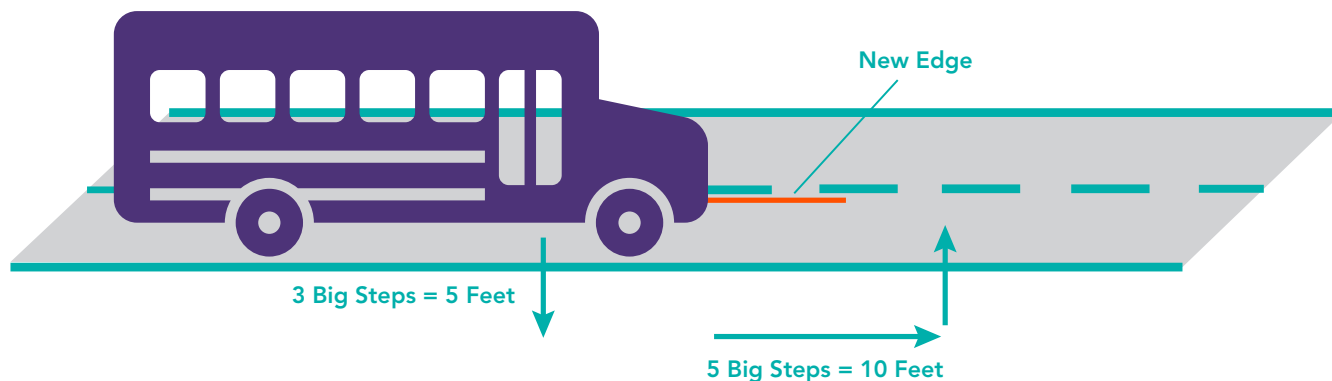 New Edge
3 Big Steps = 5 Feet
5 Big Steps = 10 Feet